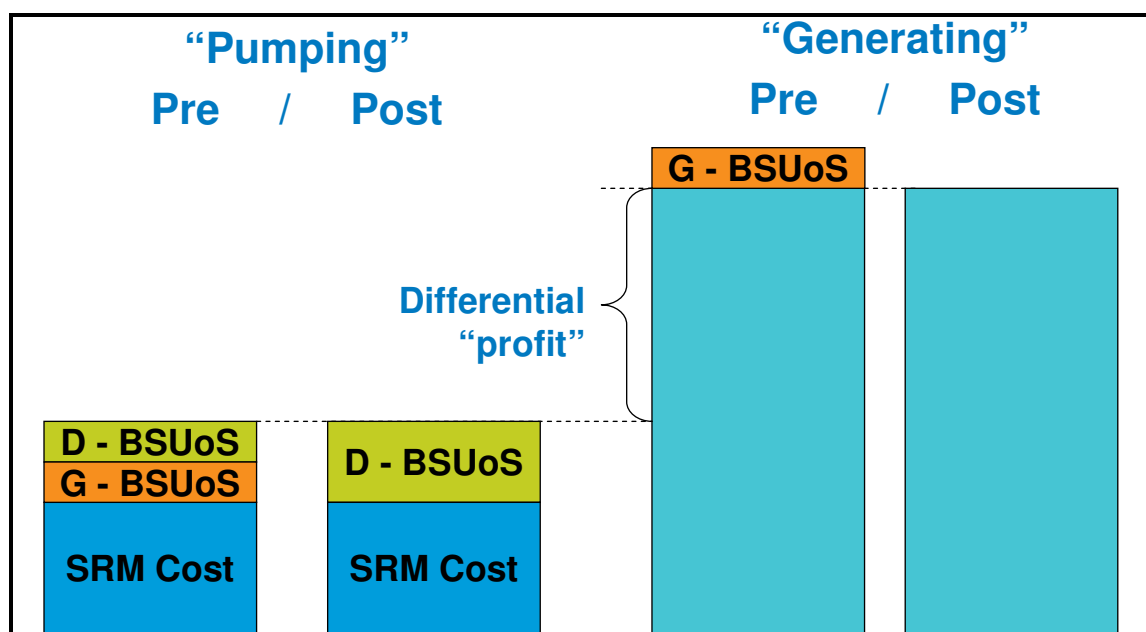 “Pumping”
Pre / Post
“Generating”
Pre / Post
G - BSUoS
Differential
“profit”
D - BSUoS
G - BSUoS
SRM Cost
D - BSUoS
SRM Cost